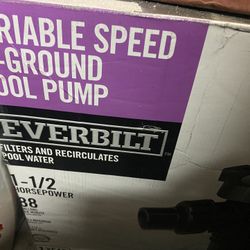 RIABLE SPEED
-GROUND
OOL PUMP
EVERBILT
FILTERS AND RECIRCULATES
POOL WATER
1-1/2
HORSEPOWER
88